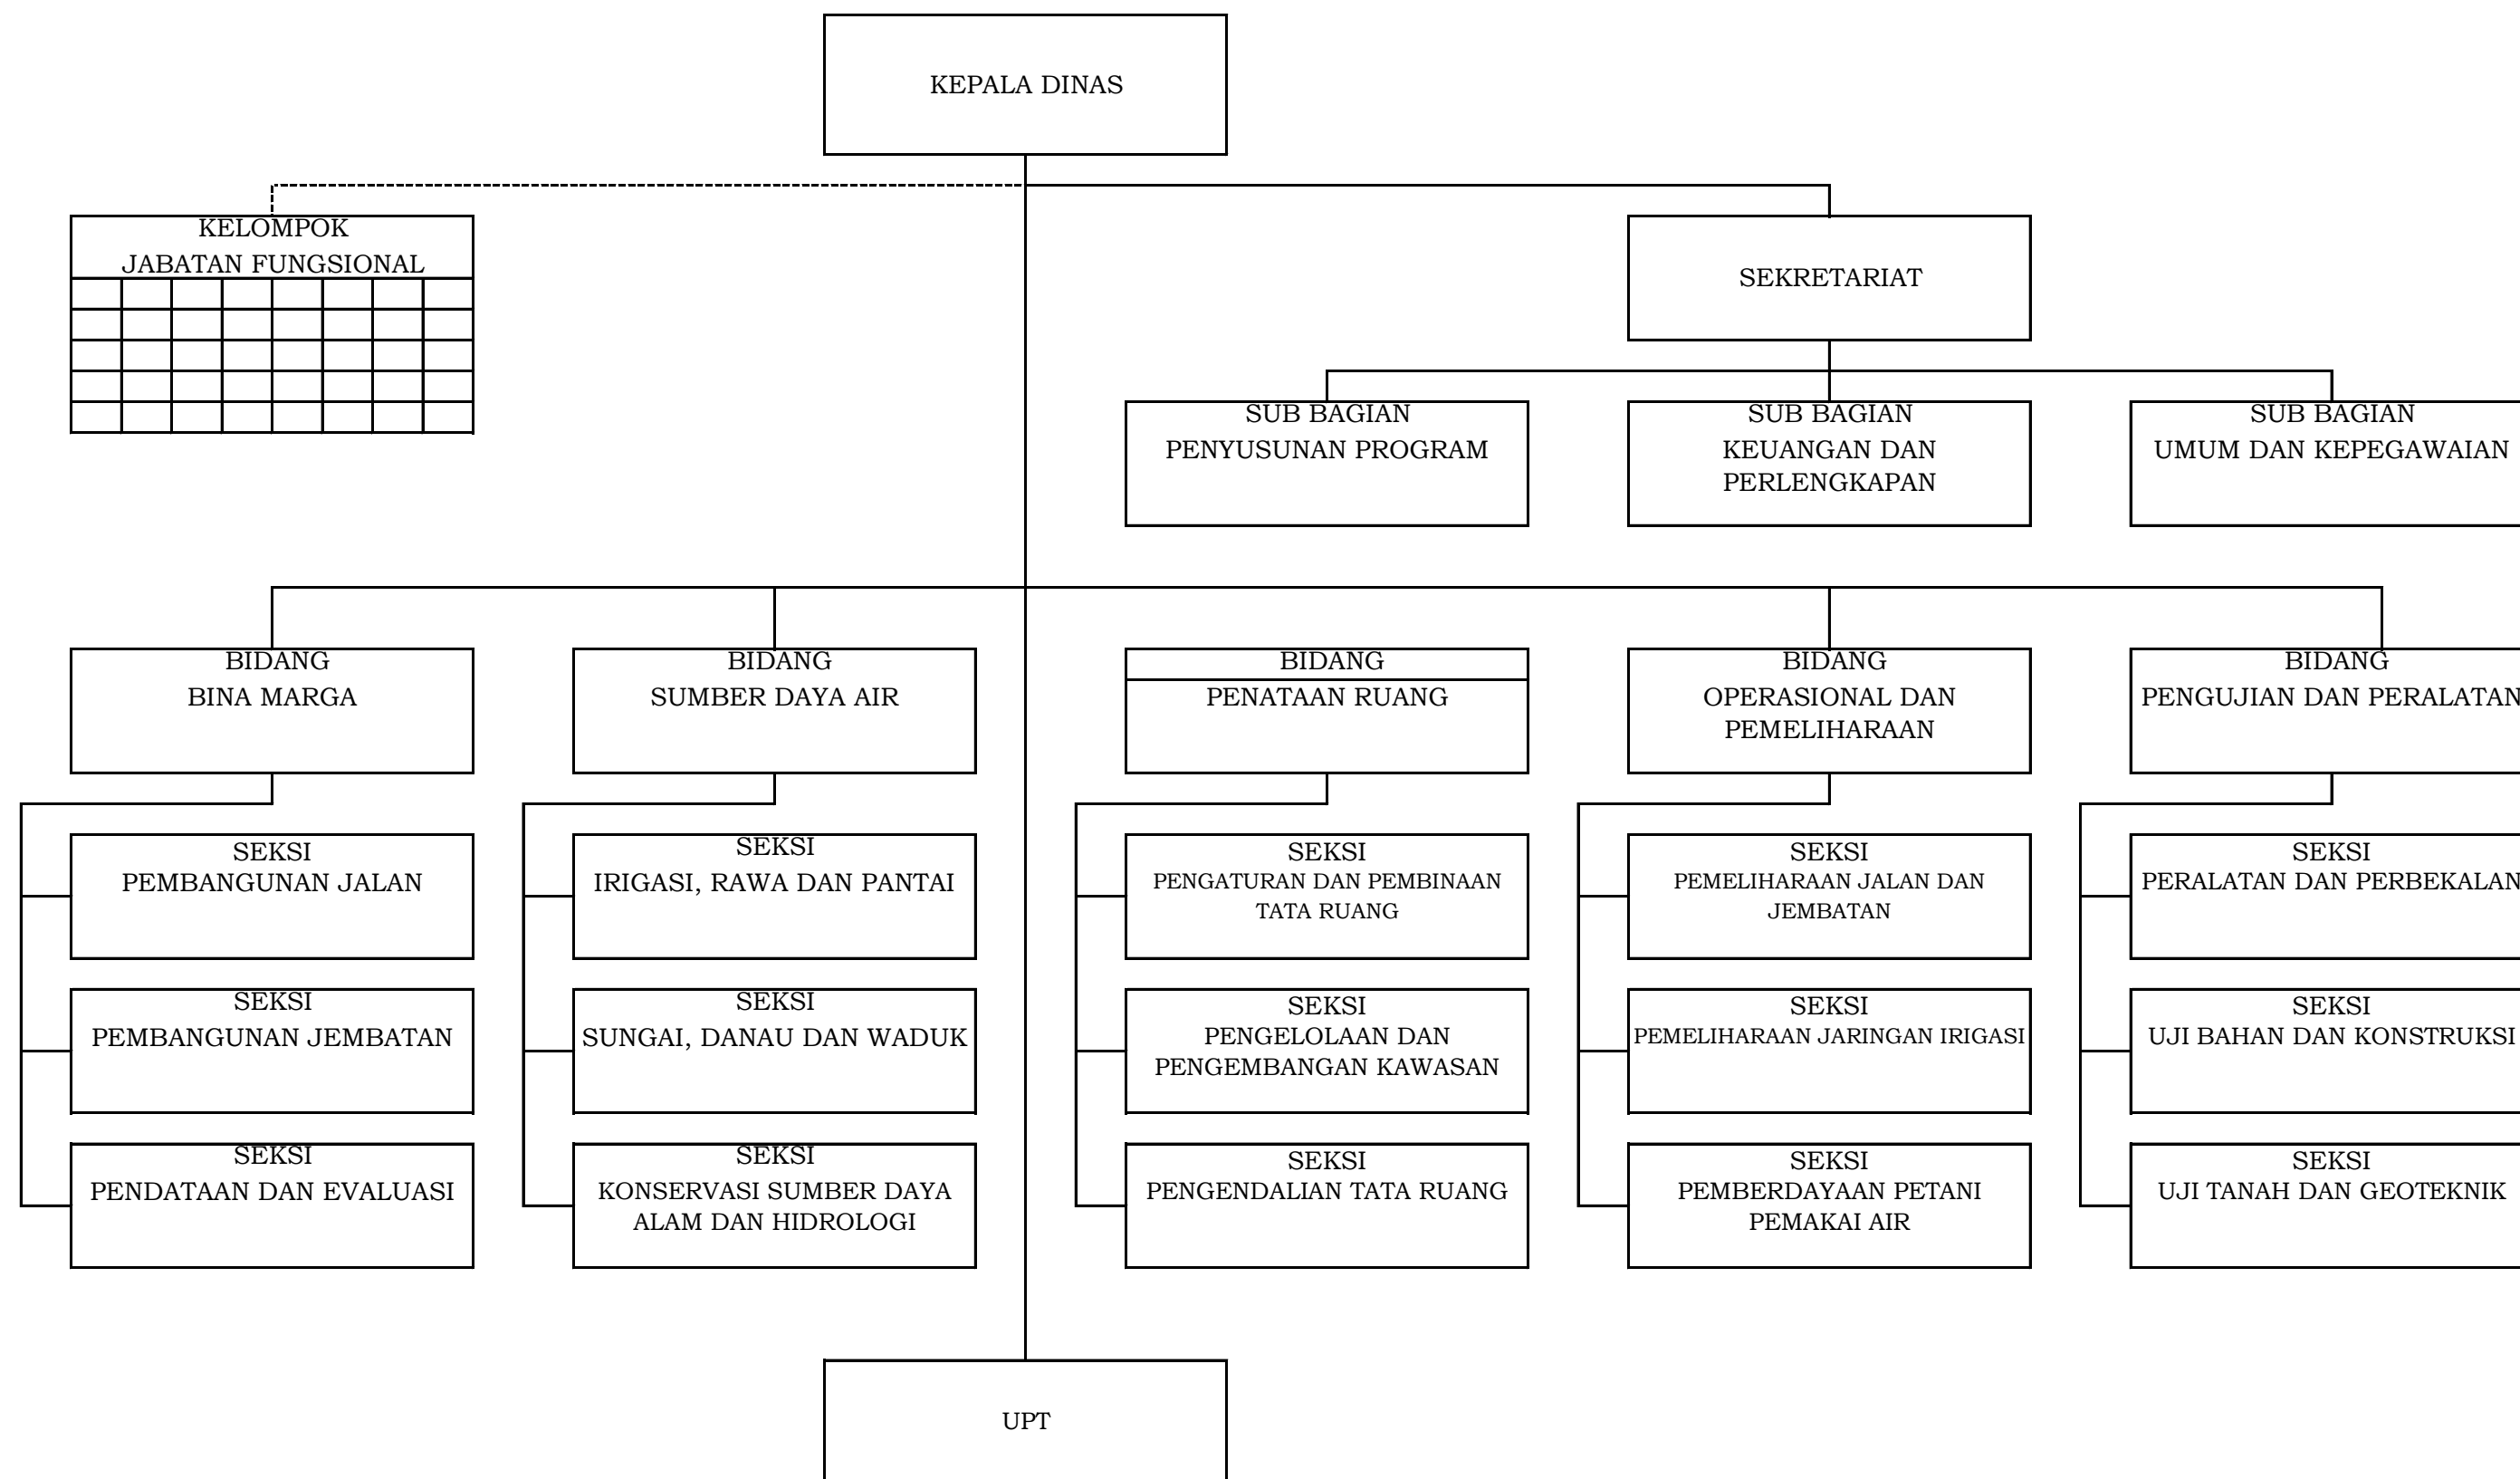 KEPALA DINAS
KELOMPOK
JABATAN FUNGSIONAL
SEKRETARIAT
SUB BAGIAN
PENYUSUNAN PROGRAM
SUB BAGIAN
KEUANGAN DAN
PERLENGKAPAN
SUB BAGIAN
UMUM DAN KEPEGAWAIAN
BIDANG
BINA MARGA
BIDANG
SUMBER DAYA AIR
BIDANG
PENATAAN RUANG
BIDANG
OPERASIONAL DAN
PEMELIHARAAN
BIDANG
PENGUJIAN DAN PERALATAN
SEKSI
PEMBANGUNAN JALAN
SEKSI
IRIGASI, RAWA DAN PANTAI
SEKSI
PENGATURAN DAN PEMBINAAN
TATA RUANG
SEKSI
PEMELIHARAAN JALAN DAN
JEMBATAN
SEKSI
PERALATAN DAN PERBEKALAN
SEKSI
PEMBANGUNAN JEMBATAN
SEKSI
SUNGAI, DANAU DAN WADUK
SEKSI
PENGELOLAAN DAN
PENGEMBANGAN KAWASAN
SEKSI
PEMELIHARAAN JARINGAN IRIGASI
SEKSI
UJI BAHAN DAN KONSTRUKSI
SEKSI
PENDATAAN DAN EVALUASI
SEKSI
KONSERVASI SUMBER DAYA
ALAM DAN HIDROLOGI
SEKSI
PENGENDALIAN TATA RUANG
SEKSI
PEMBERDAYAAN PETANI
PEMAKAI AIR
SEKSI
UJI TANAH DAN GEOTEKNIK
UPT